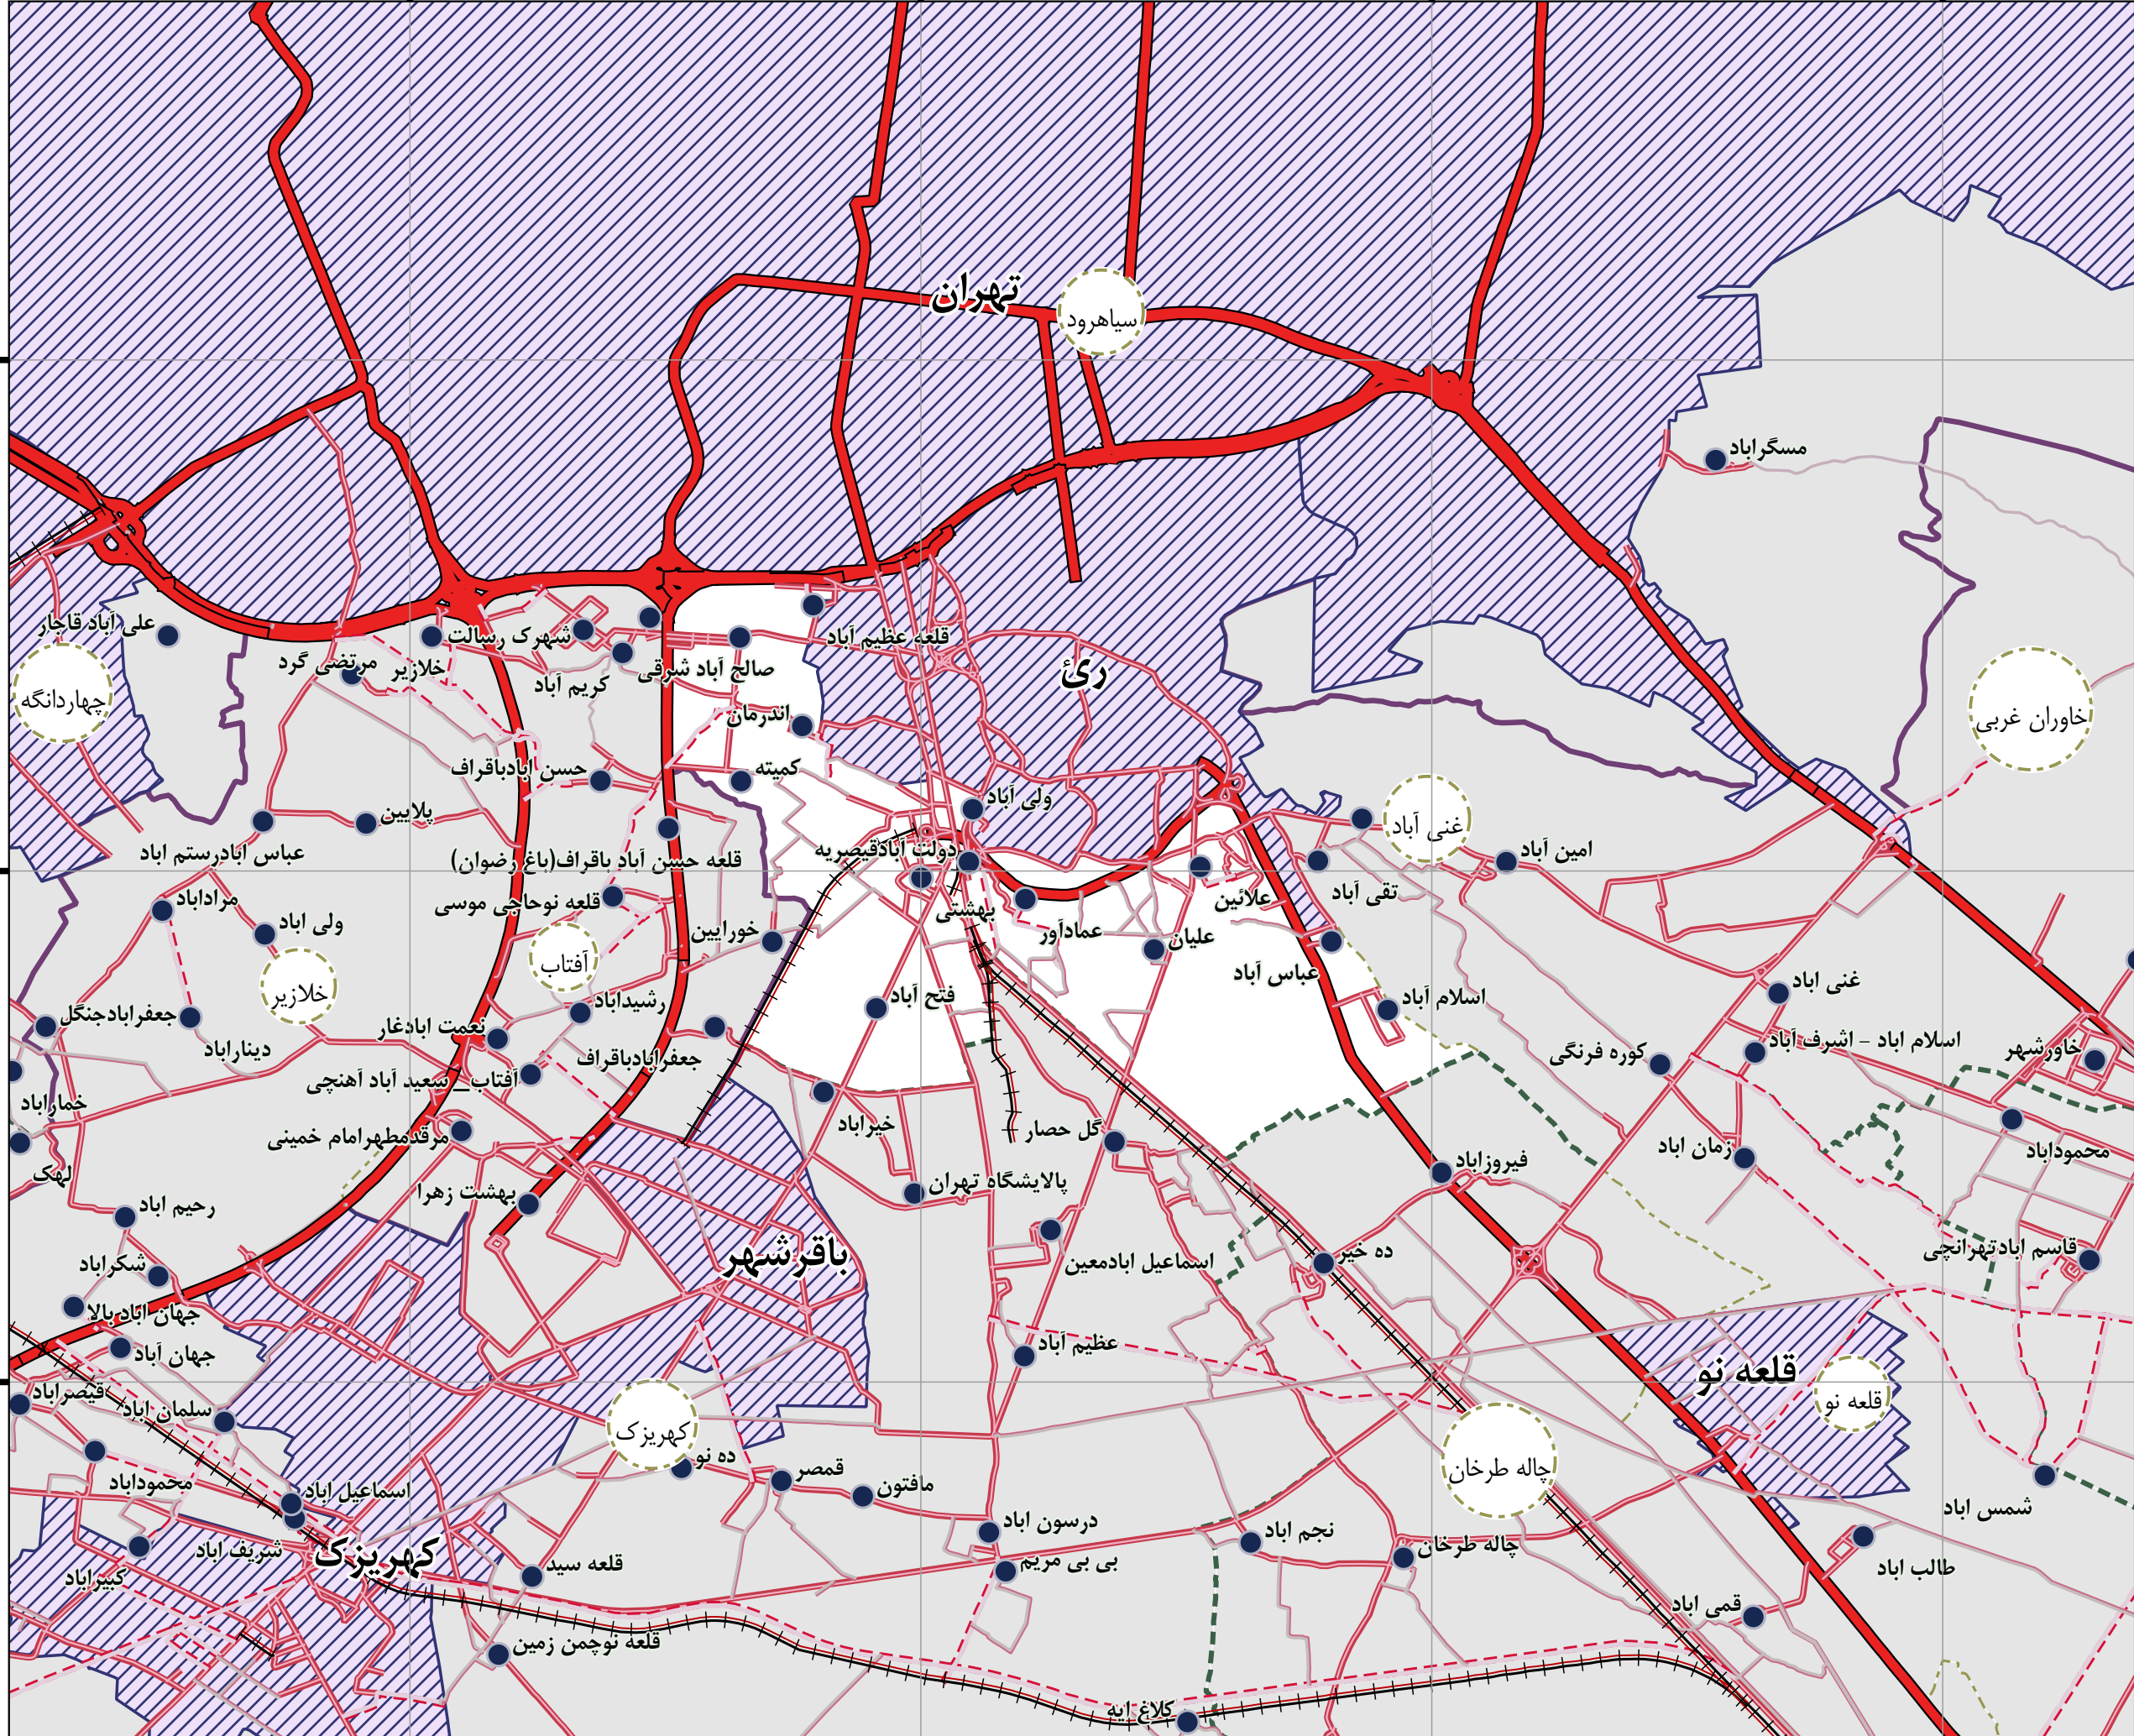 تهران
سیاهرود
مسگراباد
علی آباد قاجار
شهرک رسالت
قلعه عظیم آباد
مرتضی گرد
خلازیر
صالح آباد شرقی
ری
کریم آباد
چهاردانگه
اندرمان
خاوران غربی
حسن ابادباقراف
کمیته
ولی آباد
پلایین
غنی آباد
عباس ابادرستم اباد
قلعه حسن آباد باقراف(باغ رضوان)
دولت آبادقیصریه
امین آباد
مراداباد
قلعه نوحاجی موسی
تقی آباد
علائین
بهشتی
ولی اباد
خورایین
عمادآور
علیان
آفتاب
عباس آباد
خلازیر
غنی اباد
رشیداباد
فتح آباد
اسلام آباد
جعفرابادجنگل
نعمت ابادغار
دیناراباد
جعفرابادباقراف
کوره فرنگی
اسلام اباد - اشرف آباد
خاورشهر
آفتاب_سعید آباد آهنچی
خماراباد
خیراباد
گل حصار
مرقدمطهرامام خمینی
زمان اباد
محموداباد
لهک
فیروزاباد
پالایشگاه تهران
بهشت زهرا
رحیم اباد
باقرشهر
ده خیر
قاسم ابادتهرانچی
شکراباد
اسماعیل ابادمعین
جهان اباد بالا
جهان آباد
عظیم آباد
قلعه نو
قلعه نو
قیصراباد
سلمان اباد
کهریزک
ده نو
قمصر
چاله طرخان
محموداباد
اسماعیل اباد
مافتون
شمس اباد
درسون اباد
نجم اباد
شریف اباد
کهریزک
قلعه سید
بی بی مریم
چاله طرخان
طالب اباد
کبیراباد
قمی اباد
قلعه نوچمن زمین
کلاغ ایه